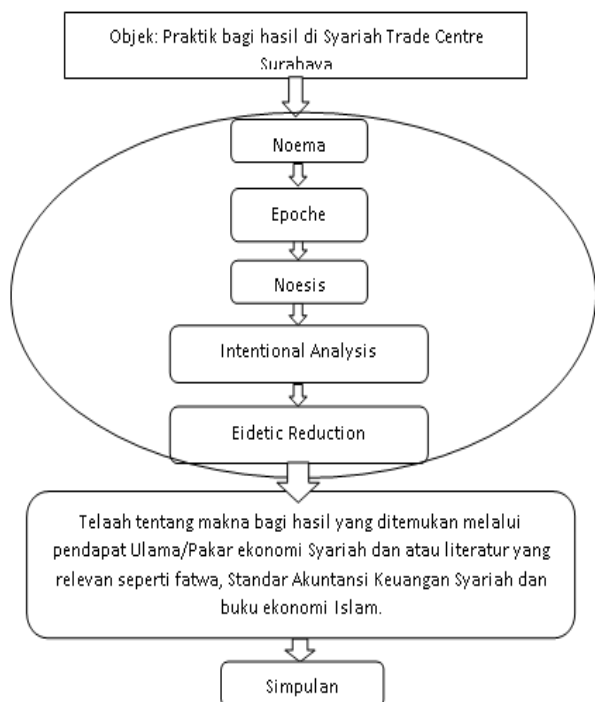 Objek: Praktik bagi hasil di Syariah Trade Centre
Surabaya
Noema
Epoche
Noesis
Intentional Analysis
Eidetic Reduction
Telaah tentang makna bagi hasil yang ditemukan melalui
pendapat Ulama/Pakar ekonomi Syariah dan atau literatur yang
relevan seperti fatwa, Standar Akuntansi Keuangan Syariah dan
buku ekonomi Islam.
Simpulan